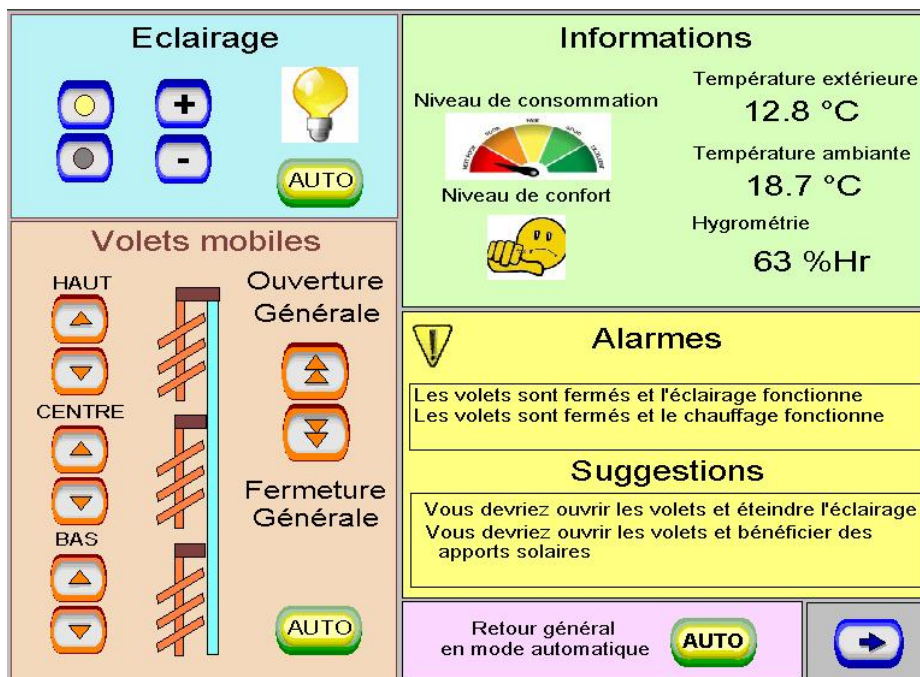 Eclairage
+
-
AUTO
Volets mobiles
HAUT
CENTRE
BAS
Ouverture
Générale
Fermeture
Générale
AUTO
Informations
Niveau de consommation
Niveau de confort
Température extérieure
12.8 °C
Température ambiante
18.7 °C
Hygrométrie
63 %Hr
Alarmes
Les volets sont fermés et l'éclairage fonctionne
Les volets sont fermés et le chauffage fonctionne
Suggestions
Vous devriez ouvrir les volets et éteindre l'éclairage
Vous devriez ouvrir les volets et bénéficier des
apports solaires
Retour général
en mode automatique
AUTO